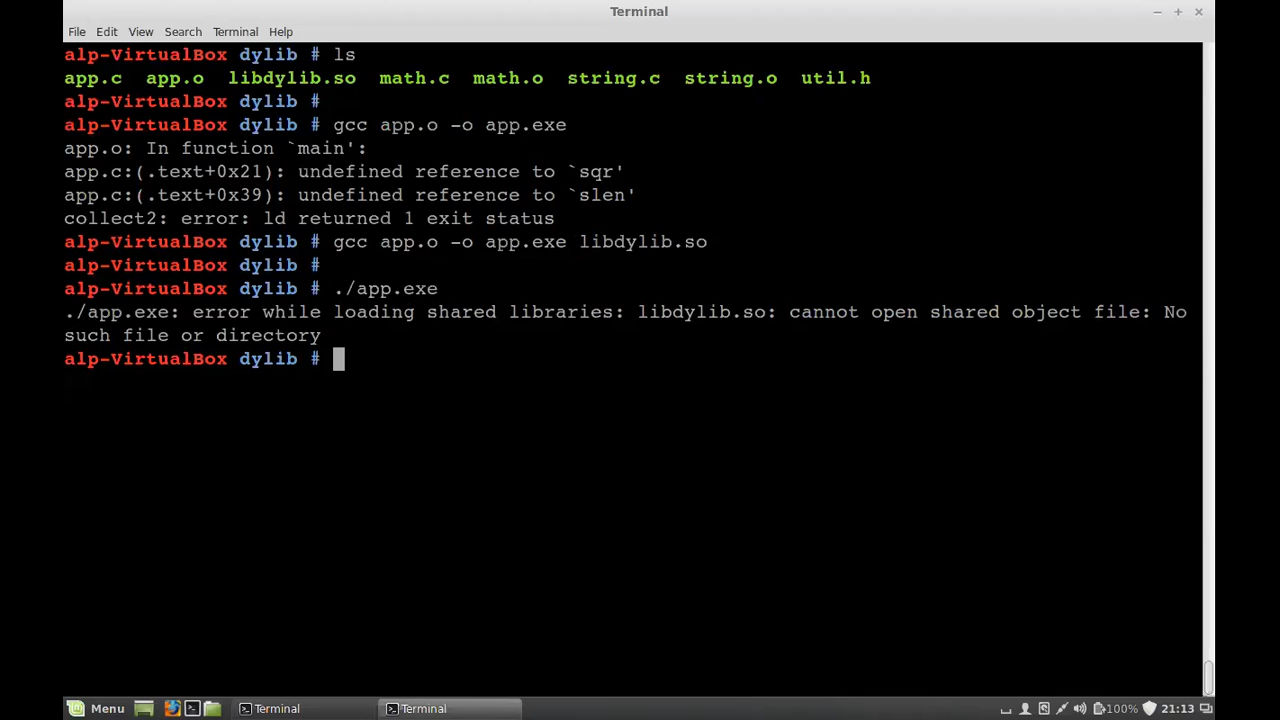 Terminal
File Edit View Search Terminal Help
alp-VirtualBox dylib # ls
app.c app.o libdylib.so math.c math.o string.c string.o util.h
alp-VirtualBox dylib #
alp-VirtualBox dylib # gcc app.o -o app.exe
app.o: In function `main':
app.c:(.text+0x21): undefined reference to `sqr'
app.c:(.text+0x39): undefined reference to `slen'
collect2: error: ld returned 1 exit status
alp-VirtualBox dylib # gcc app.o -o app.exe libdylib.so
alp-VirtualBox dylib #
alp-VirtualBox dylib # ./app.exe
./app.exe: error while loading shared libraries: libdylib.so: cannot open shared object file: No
such file or directory
alp-VirtualBox dylib #
Menu Terminal Terminal 100% 21:13